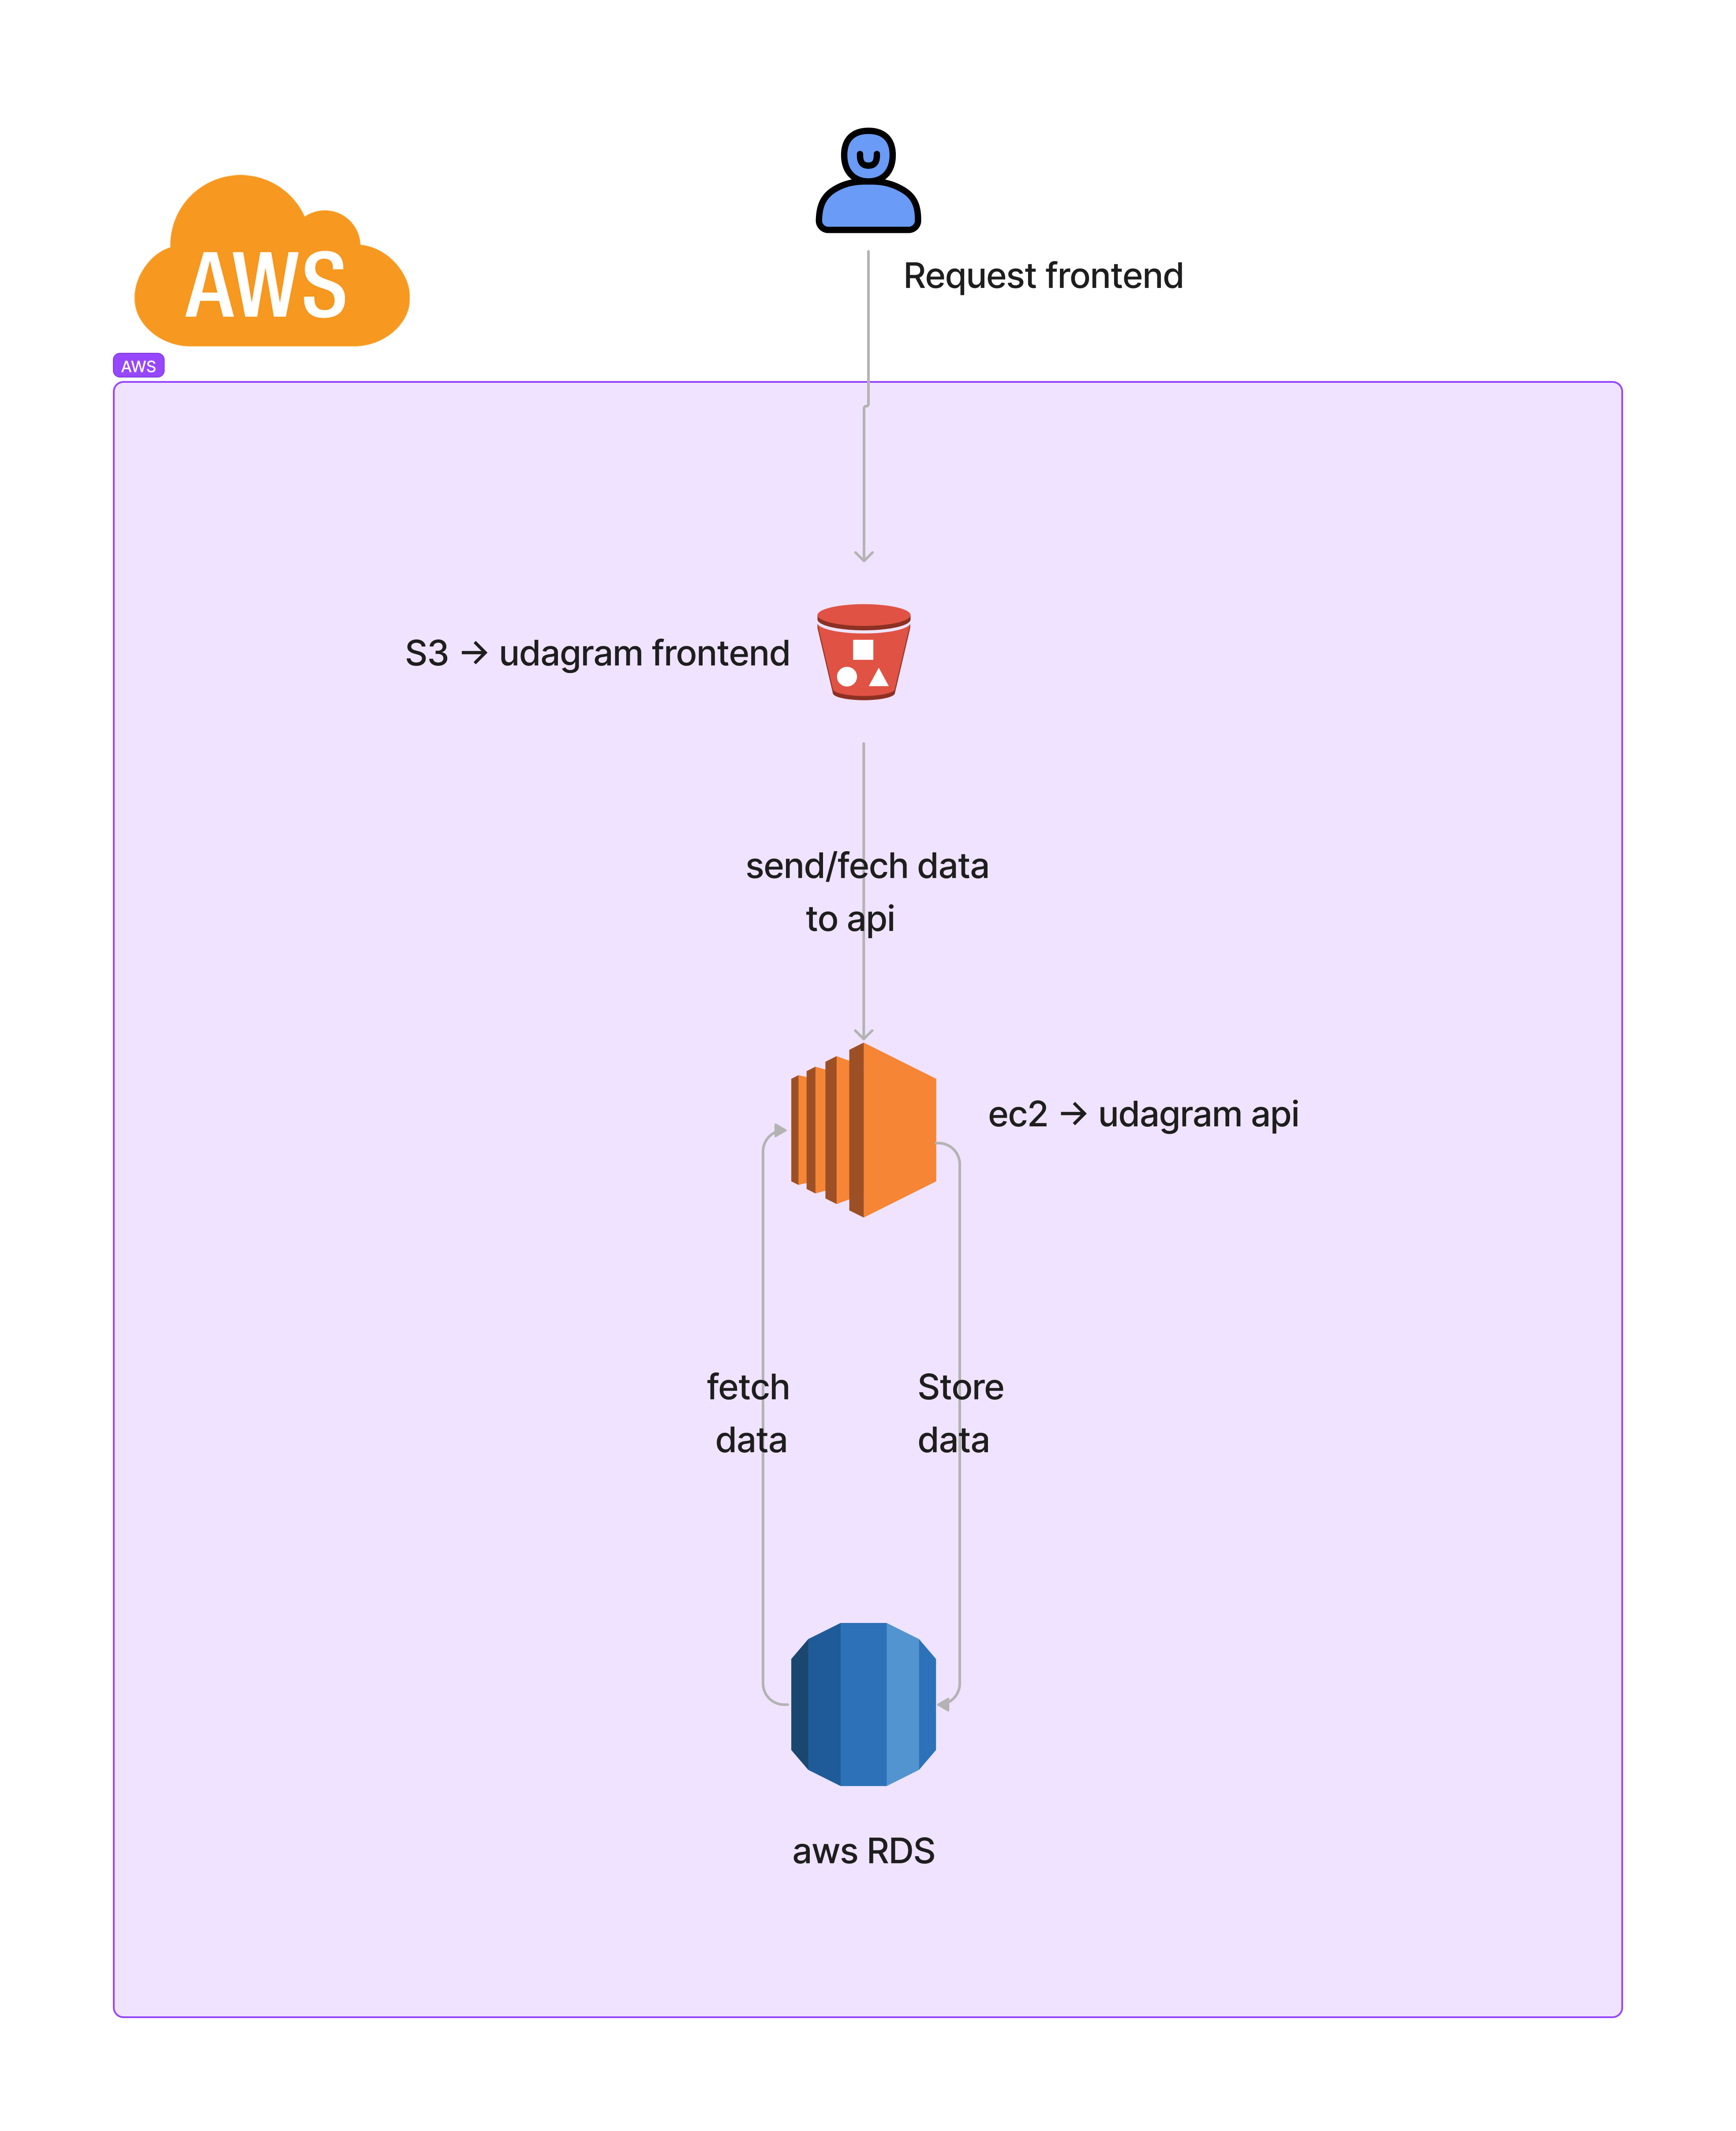 AWS
Request frontend
AWS
S3 → udagram frontend
send/fech data
to api
ec2 → udagram api
fetch
data
Store
data
aws RDS